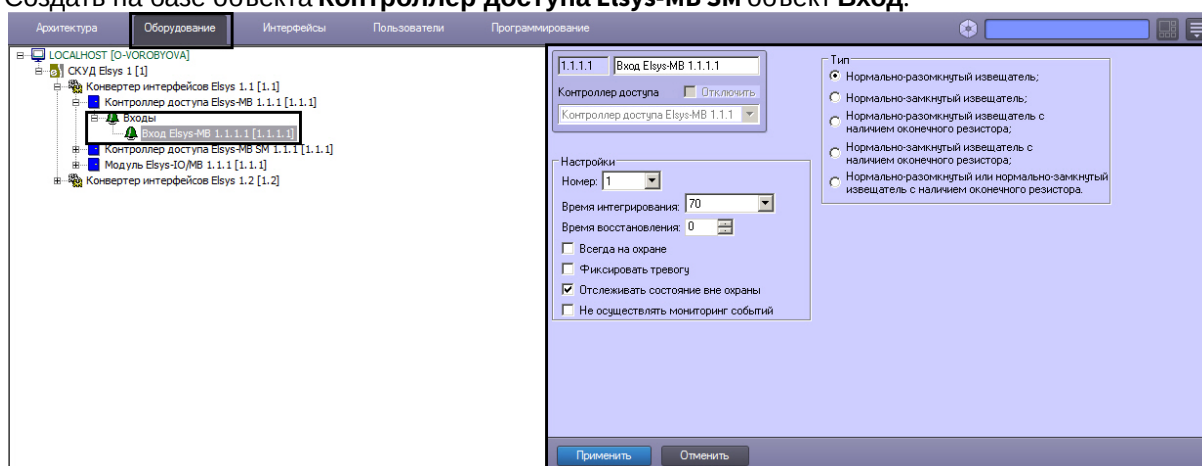 Создать на базе объекта Контроллер доступа Elsys-MB SM объект Вход.
Архитектура Оборудование Интерфейсы Пользователи Программирование
LOCALHOST [O-VOROBYOVA]
СКУД Elsys 1 [1]
Конвертер интерфейсов Elsys 1.1 [1.1]
Контроллер доступа Elsys-MB 1.1.1 [1.1.1]
Входы
Вход Elsys-MB 1.1.1.1 [1.1.1.1]
Контроллер доступа Elsys-MB SM 1.1.1 [1.1.1]
Модуль Elsys-IO/MB 1.1.1 [1.1.1]
Конвертер интерфейсов Elsys 1.2 [1.2]
1.1.1.1 Вход Elsys-MB 1.1.1.1
Контроллер доступа Отключить
Контроллер доступа Elsys-MB 1.1.1
Настройки
Номер: 1
Время интегрирования: 70
Время восстановления: 0
Всегда на охране
Фиксировать тревогу
Отслеживать состояние вне охраны
Не осуществлять мониторинг событий
Тип
Нормально-разомкнутый извещатель;
Нормально-замкнутый извещатель;
Нормально-разомкнутый извещатель с
наличием оконечного резистора;
Нормально-замкнутый извещатель с
наличием оконечного резистора;
Нормально-разомкнутый или нормально-замкнутый
извещатель с наличием оконечного резистора.
Применить Отменить